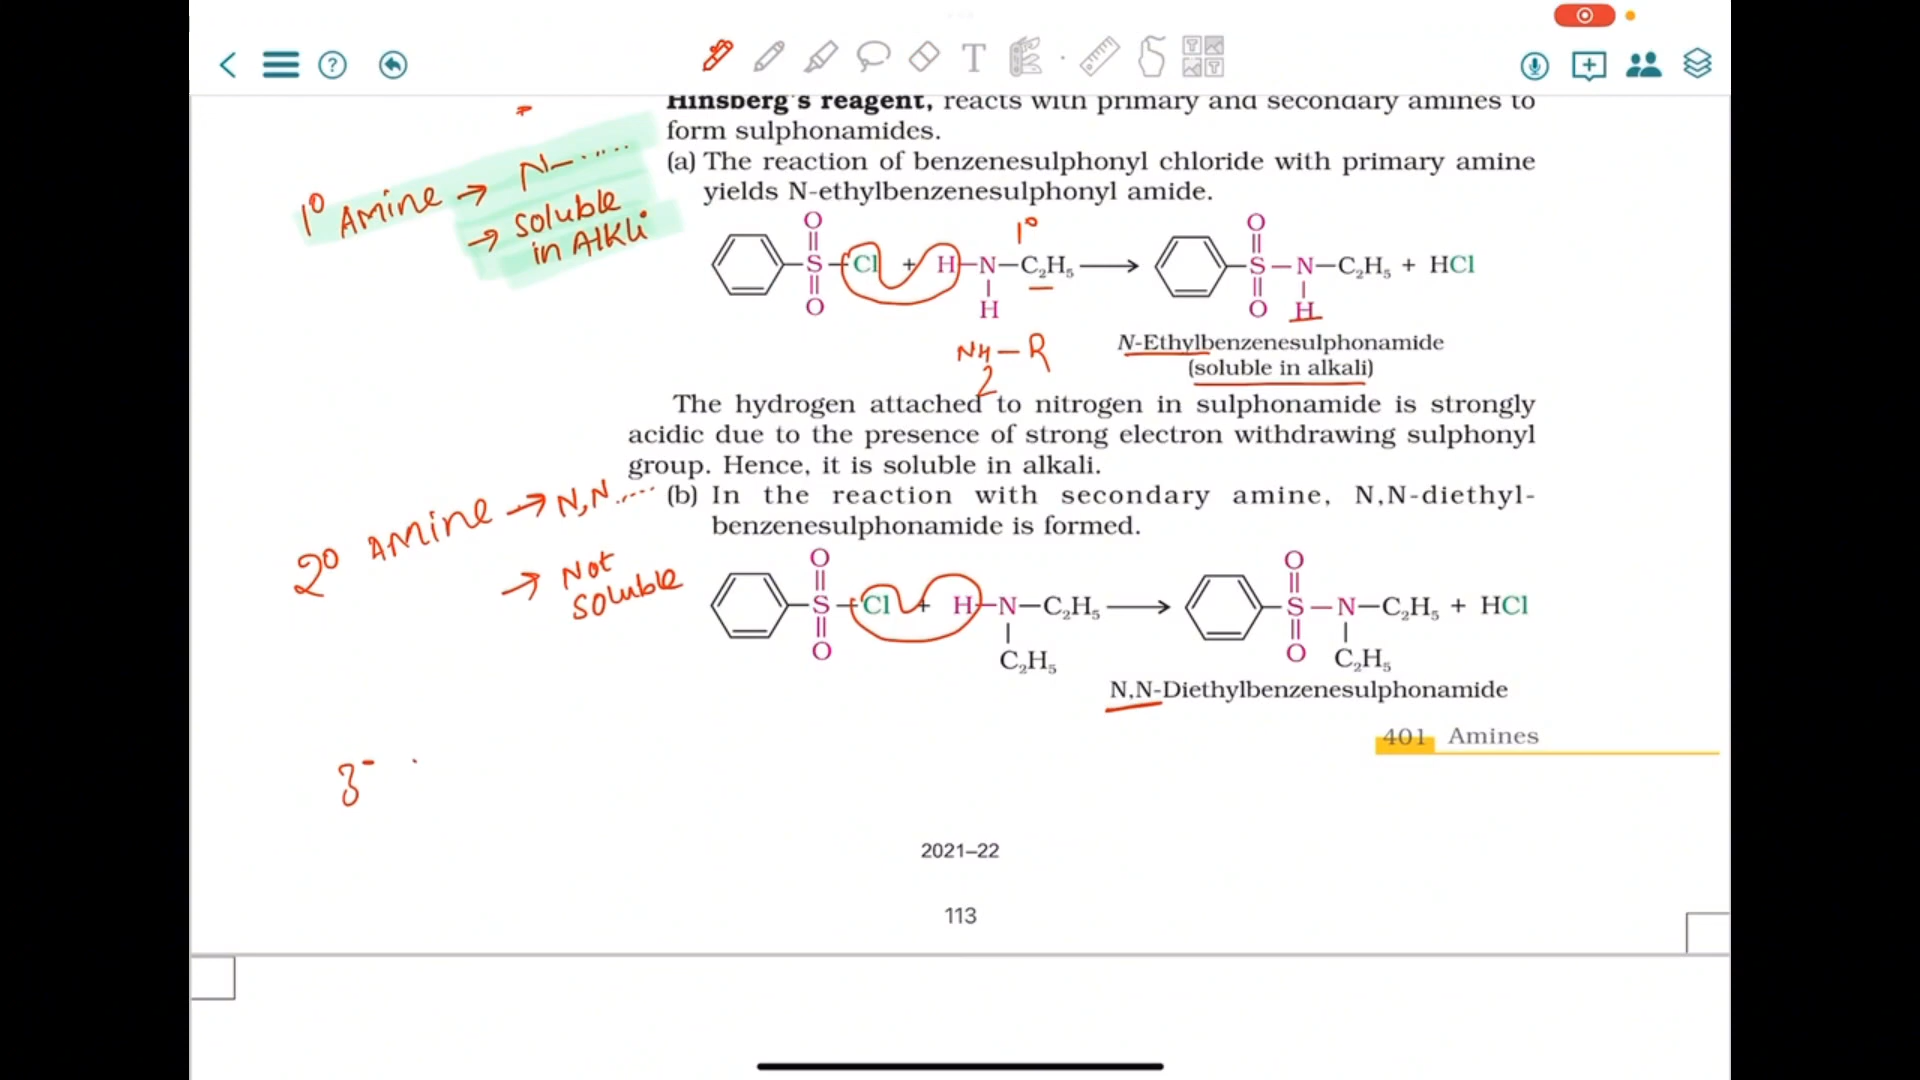 Hinsberg's reagent, reacts with primary and secondary amines to
form sulphonamides.
(a) The reaction of benzenesulphonyl chloride with primary amine
yields N-ethylbenzenesulphonyl amide.
1° Amine → N-......
→ soluble
in Alkli
1°
O
S Cl + H–N–C₂H₅ ⟶ S–N–C₂H₅ + HCl
O H
O
O H
NH2–R
N-Ethylbenzenesulphonamide
(soluble in alkali)
The hydrogen attached to nitrogen in sulphonamide is strongly
acidic due to the presence of strong electron withdrawing sulphonyl
group. Hence, it is soluble in alkali.
2° Amine → N,N.....
→ Not
soluble
(b) In the reaction with secondary amine, N,N-diethyl-
benzenesulphonamide is formed.
O O
S Cl + H–N–C₂H₅ ⟶ S–N–C₂H₅ + HCl
O C₂H₅ O C₂H₅
N,N-Diethylbenzenesulphonamide
401 Amines
3
2021–22
113